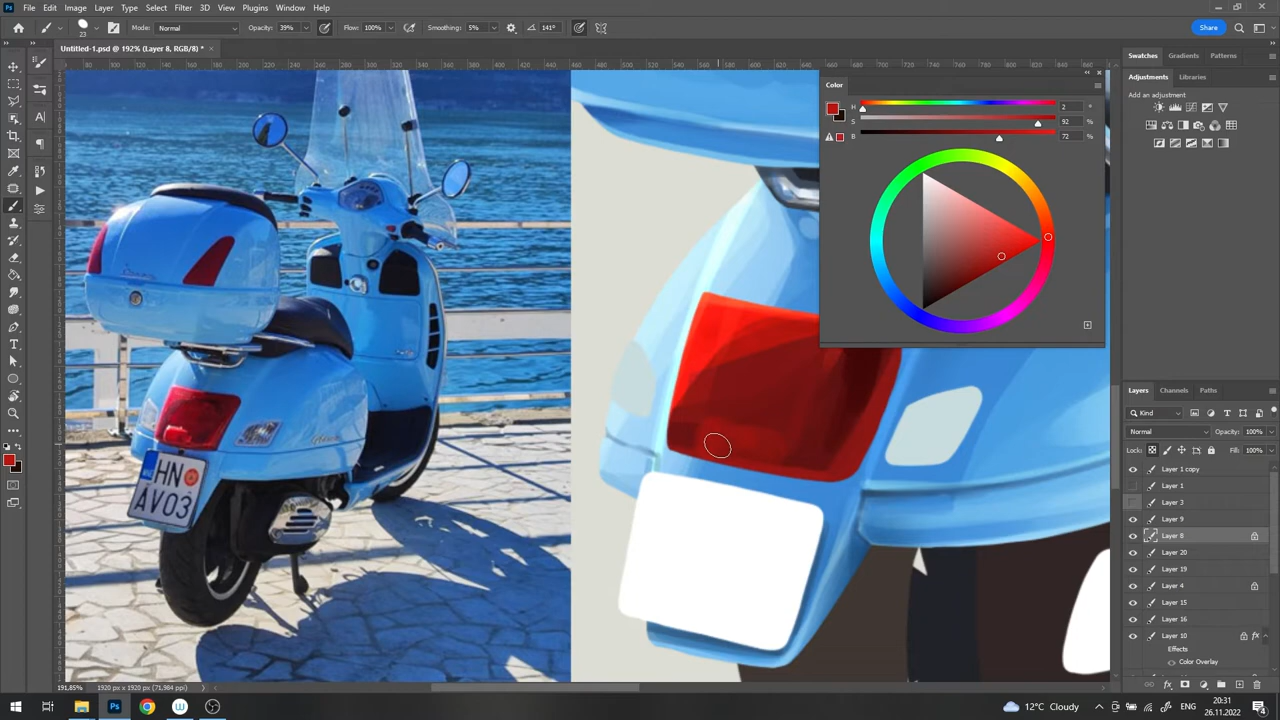 File Edit Image Layer Type Select Filter 3D View Plugins Window Help
23 Mode: Normal Opacity: 39% Flow: 100% Smoothing: 5% 141° Share
Untitled-1.psd @ 192% (Layer 8, RGB/8) * ×
Swatches Gradients Patterns
Adjustments Libraries
Add an adjustment
Color
H 2 °
S 92 %
B 72 %
Layers Channels Paths
Kind
Normal Opacity: 100%
Lock: Fill: 100%
Layer 1 copy
Layer 1
Layer 3
Layer 9
Layer 8
Layer 20
Layer 19
Layer 4
Layer 15
Layer 16
Layer 10 fx
Effects
Color Overlay
HN
AV03
191,85% 1920 px x 1920 px (71,984 ppi)
12°C Cloudy ENG 20:31
26.11.2022